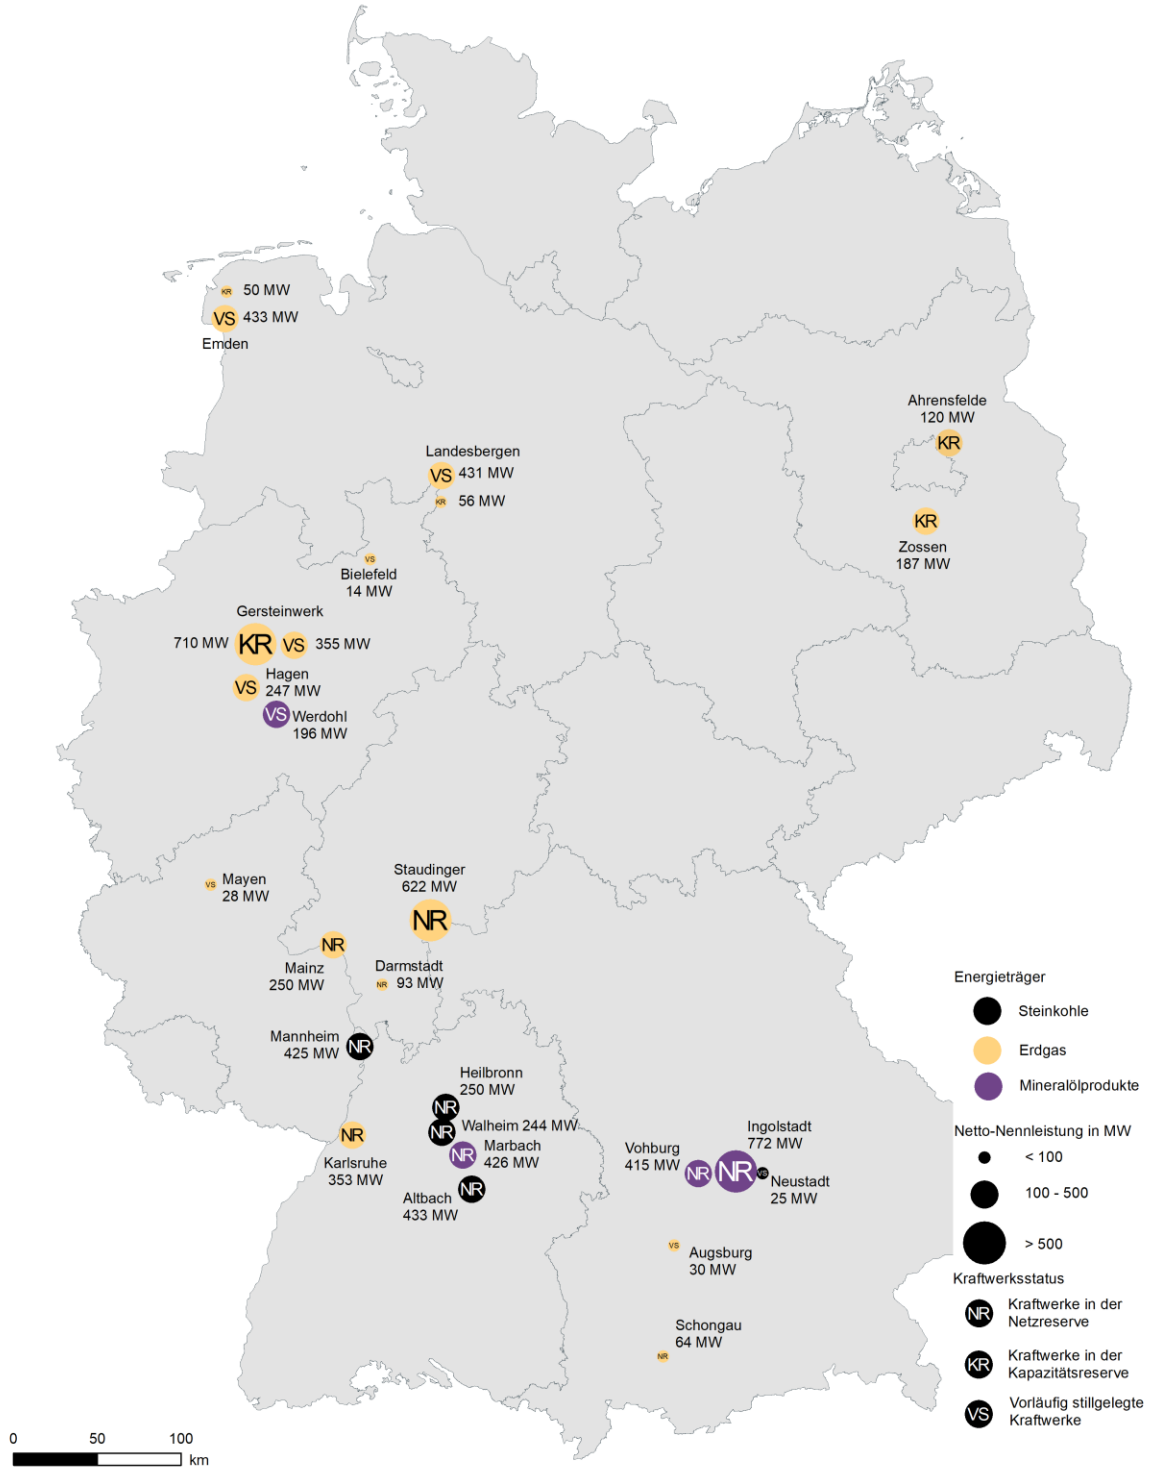 KR 50 MW
VS 433 MW
Emden
Ahrensfelde
120 MW
KR
Landesbergen
VS 431 MW
KR 56 MW
KR
Zossen
187 MW
VS
Bielefeld
14 MW
Gersteinwerk
710 MW KR VS 355 MW
Hagen
VS 247 MW
VS Werdohl
196 MW
Staudinger
622 MW
NR
VS Mayen
28 MW
NR
Mainz
250 MW
Darmstadt
NR 93 MW
Mannheim
425 MW NR
Heilbronn
250 MW
NR
NR Walheim 244 MW
NR Marbach
426 MW
NR
Karlsruhe
353 MW
Altbach NR
433 MW
Ingolstadt
772 MW
Vohburg
415 MW NR NR VS
Neustadt
25 MW
VS Augsburg
30 MW
Schongau
64 MW
NR
Energieträger
Steinkohle
Erdgas
Mineralölprodukte
Netto-Nennleistung in MW
< 100
100 - 500
> 500
Kraftwerksstatus
NR Kraftwerke in der
Netzreserve
KR Kraftwerke in der
Kapazitätsreserve
VS Vorläufig stillgelegte
Kraftwerke
0 50 100
km